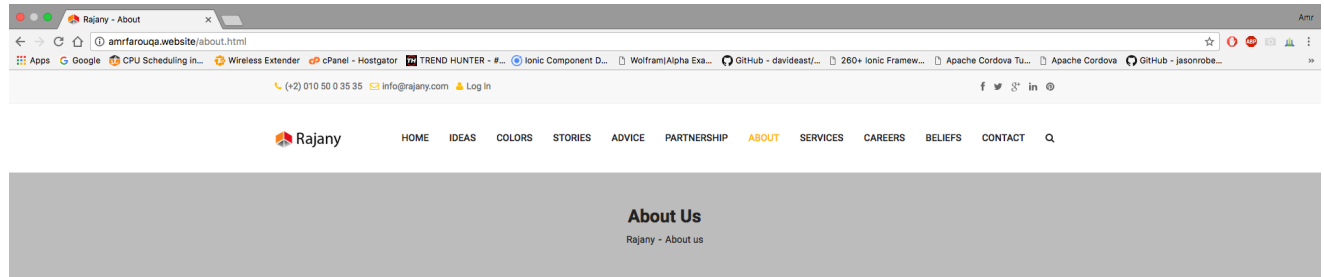 Rajany - About
Amr
amrfarouqa.website/about.html
Apps Google CPU Scheduling in... Wireless Extender cPanel - Hostgator TREND HUNTER - #... Ionic Component D... Wolfram|Alpha Exa... GitHub - davideast/... 260+ Ionic Framew... Apache Cordova Tu... Apache Cordova GitHub - jasonrobe...
(+2) 010 50 0 35 35 info@rajany.com Log In
Rajany HOME IDEAS COLORS STORIES ADVICE PARTNERSHIP ABOUT SERVICES CAREERS BELIEFS CONTACT
About Us
Rajany - About us